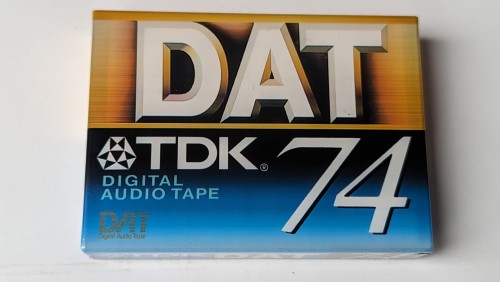 DAT
TDK®
74
DIGITAL
AUDIO TAPE
DAT
Digital Audio Tape